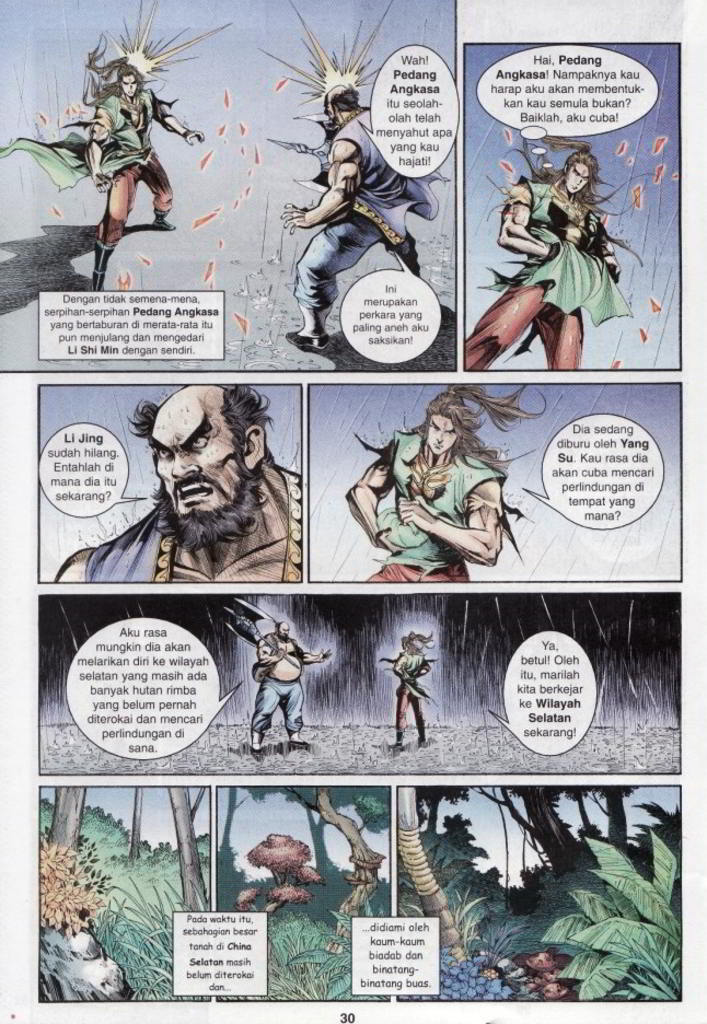 Wah!
Pedang
Angkasa
itu seolah-
olah telah
menyahut apa
yang kau
hajati!
Dengan tidak semena-mena,
serpihan-serpihan Pedang Angkasa
yang bertaburan di merata-rata itu
pun menjulang dan mengedari
Li Shi Min dengan sendiri.
Ini
merupakan
perkara yang
paling aneh aku
saksikan!
Hai, Pedang
Angkasa! Nampaknya kau
harap aku akan membentuk-
kan kau semula bukan?
Baiklah, aku cuba!
Li Jing
sudah hilang.
Entahlah di
mana dia itu
sekarang?
Dia sedang
diburu oleh Yang
Su. Kau rasa dia
akan cuba mencari
perlindungan di
tempat yang
mana?
Aku rasa
mungkin dia akan
melarikan diri ke wilayah
selatan yang masih ada
banyak hutan rimba
yang belum pernah
diterokai dan mencari
perlindungan di
sana.
Ya,
betul! Oleh
itu, marilah
kita berkejar
ke Wilayah
Selatan
sekarang!
Pada waktu itu,
sebahagian besar
tanah di China
Selatan masih
belum diterokai
dan...
...didiami oleh
kaum-kaum
biadab dan
binatang-
binatang buas.
30